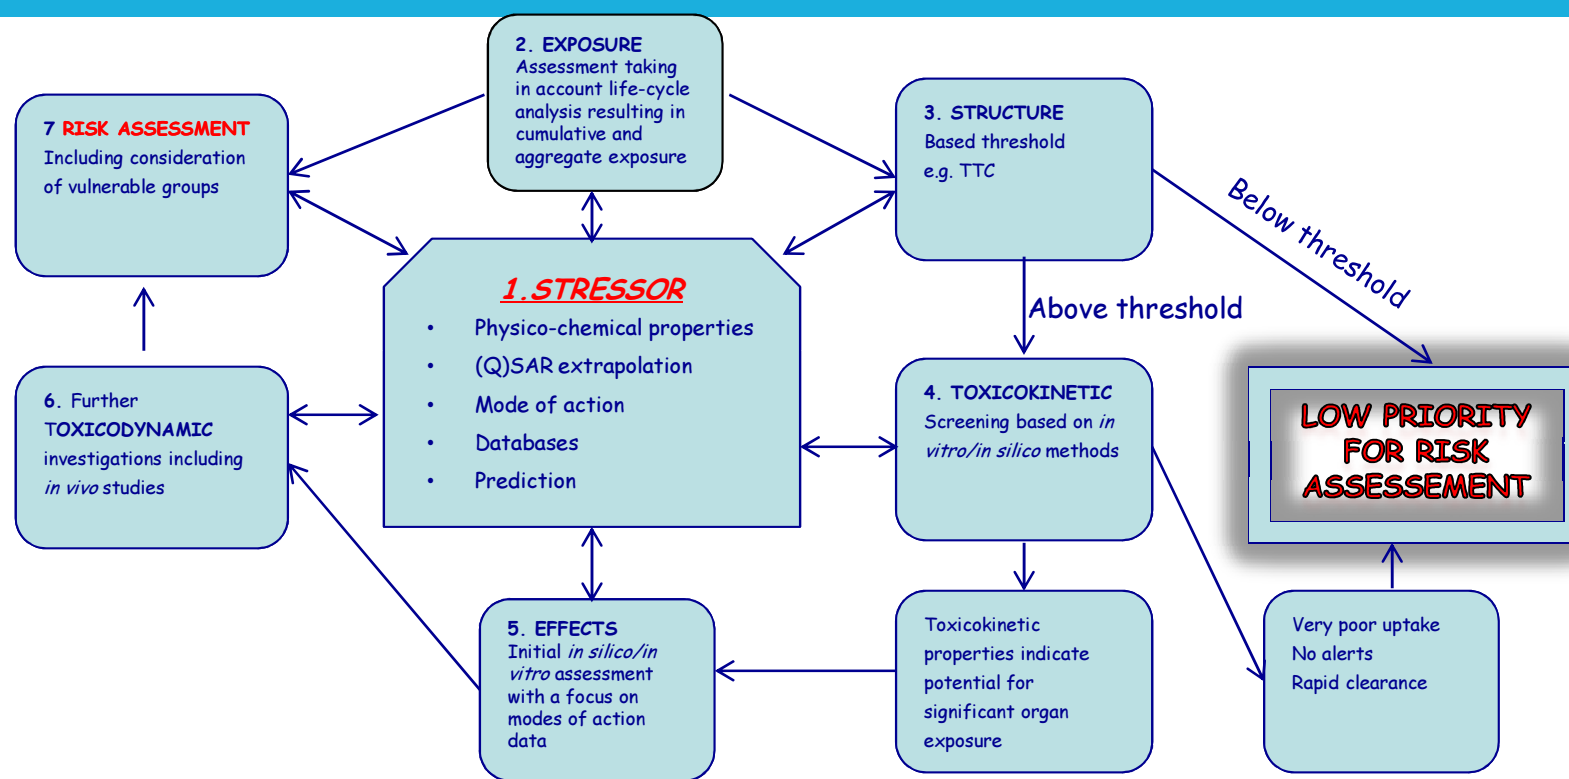 2. EXPOSURE
Assessment taking
in account life-cycle
analysis resulting in
cumulative and
aggregate exposure
7 RISK ASSESSMENT
Including consideration
of vulnerable groups
3. STRUCTURE
Based threshold
e.g. TTC
Below threshold
1.STRESSOR
• Physico-chemical properties
• (Q)SAR extrapolation
• Mode of action
• Databases
• Prediction
Above threshold
6. Further
TOXICODYNAMIC
investigations including
in vivo studies
4. TOXICOKINETIC
Screening based on in
vitro/in silico methods
LOW PRIORITY
FOR RISK
ASSESSEMENT
5. EFFECTS
Initial in silico/in
vitro assessment
with a focus on
modes of action
data
Toxicokinetic
properties indicate
potential for
significant organ
exposure
Very poor uptake
No alerts
Rapid clearance